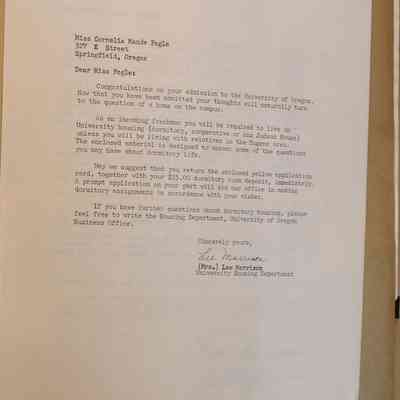 Miss Cornelia Maude Fogle
327 E Street
Springfield, Oregon
Dear Miss Fogle:
Congratulations on your admission to the University of Oregon.
Now that you have been admitted your thoughts will naturally turn
to the question of a home on the campus.
As an incoming freshman you will be required to live in
University housing (dormitory, cooperative or Ann Judson House)
unless you will be living with relatives in the Eugene area.
The enclosed material is designed to answer some of the questions
you may have about dormitory life.
May we suggest that you return the enclosed yellow application
card, together with your $25.00 dormitory room deposit, immediately.
A prompt application on your part will aid our office in making
dormitory assignments in accordance with your wishes.
If you have further questions about dormitory housing, please
feel free to write the Housing Department, University of Oregon
Business Office.
Sincerely yours,
Lee Morrison
(Mrs.) Lee Morrison
University Housing Department